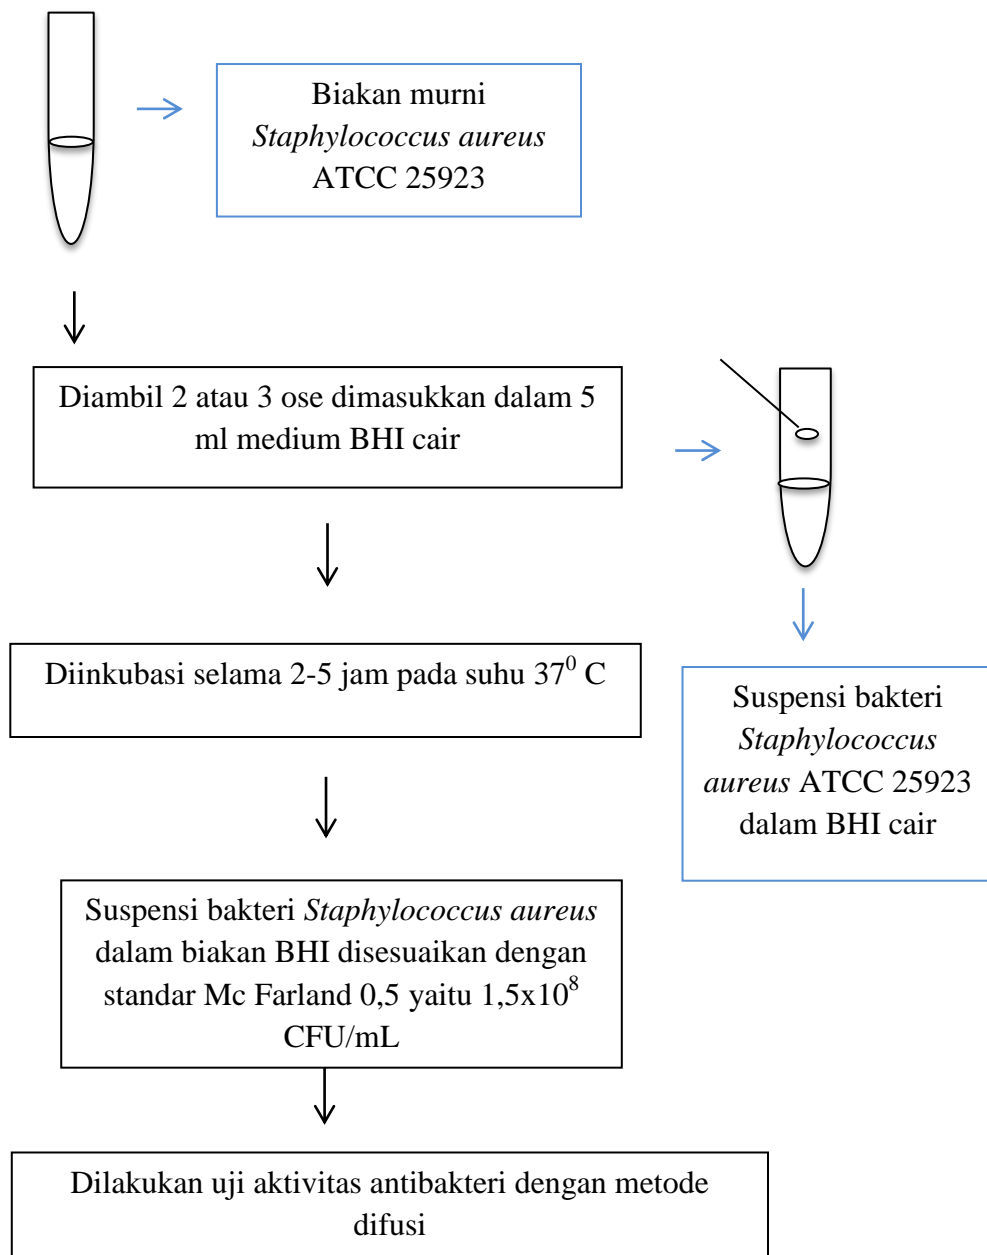 Biakan murni
Staphylococcus aureus
ATCC 25923
Diambil 2 atau 3 ose dimasukkan dalam 5
ml medium BHI cair
Diinkubasi selama 2-5 jam pada suhu 37⁰ C
Suspensi bakteri
Staphylococcus
aureus ATCC 25923
dalam BHI cair
Suspensi bakteri Staphylococcus aureus
dalam biakan BHI disesuaikan dengan
standar Mc Farland 0,5 yaitu 1,5x10⁸
CFU/mL
Dilakukan uji aktivitas antibakteri dengan metode
difusi